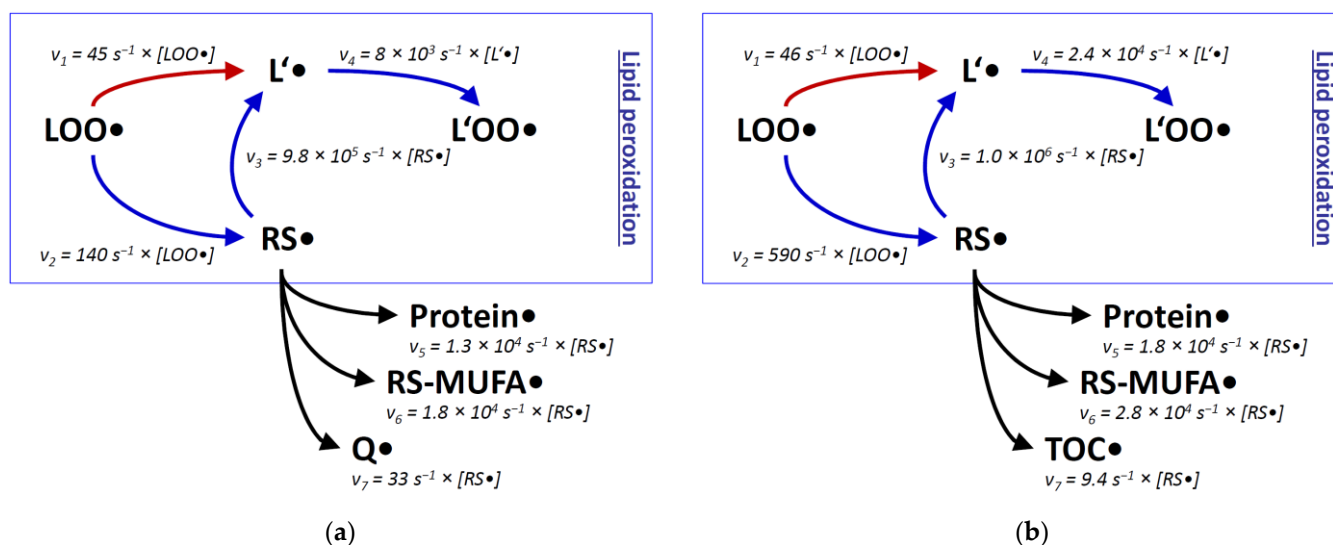 v₁ = 45 s⁻¹ × [LOO•]
v₄ = 8 × 10³ s⁻¹ × [L‘•]
L‘•
LOO•
L‘OO•
v₃ = 9.8 × 10⁵ s⁻¹ × [RS•]
RS•
v₂ = 140 s⁻¹ × [LOO•]
Lipid peroxidation
Protein•
v₅ = 1.3 × 10⁴ s⁻¹ × [RS•]
RS-MUFA•
v₆ = 1.8 × 10⁴ s⁻¹ × [RS•]
Q•
v₇ = 33 s⁻¹ × [RS•]
(a)
v₁ = 46 s⁻¹ × [LOO•]
v₄ = 2.4 × 10⁴ s⁻¹ × [L‘•]
L‘•
LOO•
L‘OO•
v₃ = 1.0 × 10⁶ s⁻¹ × [RS•]
RS•
v₂ = 590 s⁻¹ × [LOO•]
Lipid peroxidation
Protein•
v₅ = 1.8 × 10⁴ s⁻¹ × [RS•]
RS-MUFA•
v₆ = 2.8 × 10⁴ s⁻¹ × [RS•]
TOC•
v₇ = 9.4 s⁻¹ × [RS•]
(b)